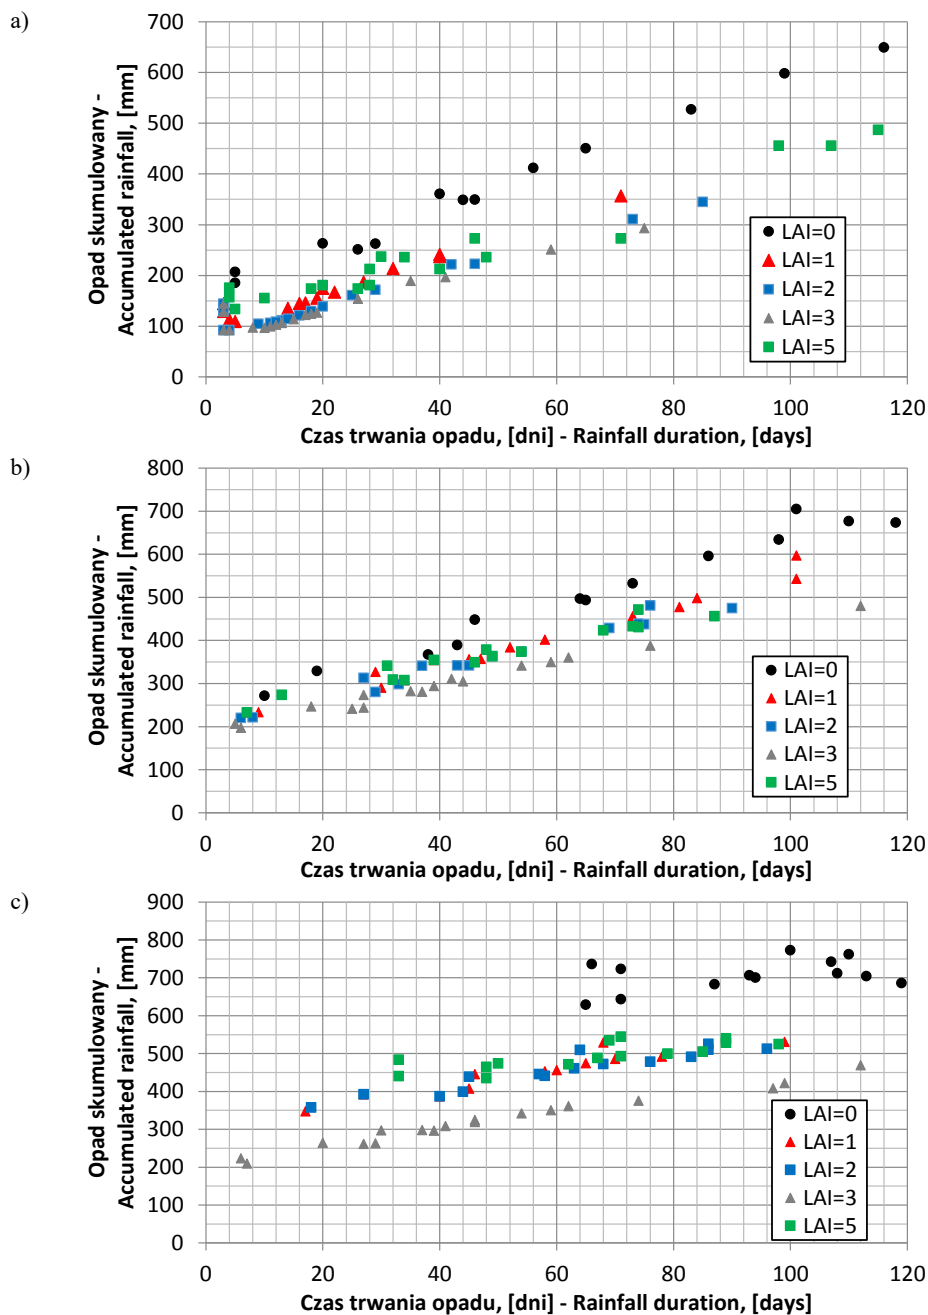 a)
Opad skumulowany -
Accumulated rainfall, [mm]
700
600
500
400
300
200
100
0
0 20 40 60 80 100 120
Czas trwania opadu, [dni] - Rainfall duration, [days]
LAI=0
LAI=1
LAI=2
LAI=3
LAI=5
b)
Opad skumulowany -
Accumulated rainfall, [mm]
800
700
600
500
400
300
200
100
0
0 20 40 60 80 100 120
Czas trwania opadu, [dni] - Rainfall duration, [days]
LAI=0
LAI=1
LAI=2
LAI=3
LAI=5
c)
Opad skumulowany -
Accumulated rainfall, [mm]
900
800
700
600
500
400
300
200
100
0
0 20 40 60 80 100 120
Czas trwania opadu, [dni] - Rainfall duration, [days]
LAI=0
LAI=1
LAI=2
LAI=3
LAI=5